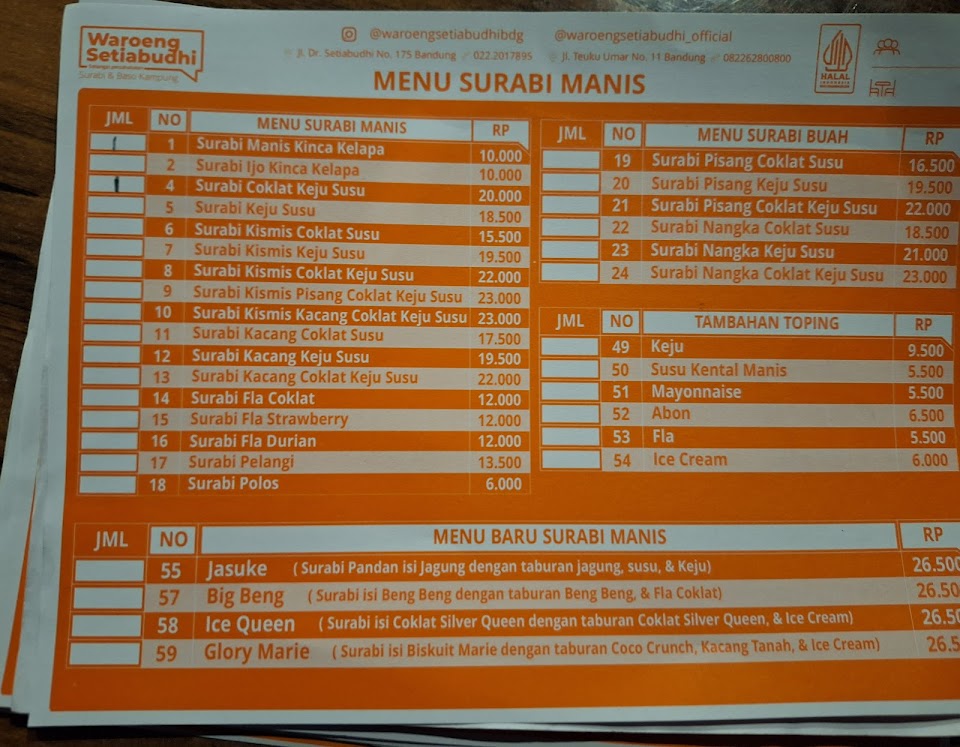 Waroeng
Setiabudhi
Surabi & Baso Kampung
@waroengsetiabudhibdg @waroengsetiabudhi_official
Jl. Dr. Setiabudhi No. 175 Bandung 022.2017895 Jl. Teuku Umar No. 11 Bandung 082262800800
HALAL
INDONESIA
MENU SURABI MANIS
JML NO MENU SURABI MANIS RP
1 Surabi Manis Kinca Kelapa 10.000
2 Surabi Ijo Kinca Kelapa 10.000
4 Surabi Coklat Keju Susu 20.000
5 Surabi Keju Susu 18.500
6 Surabi Kismis Coklat Susu 15.500
7 Surabi Kismis Keju Susu 19.500
8 Surabi Kismis Coklat Keju Susu 22.000
9 Surabi Kismis Pisang Coklat Keju Susu 23.000
10 Surabi Kismis Kacang Coklat Keju Susu 23.000
11 Surabi Kacang Coklat Susu 17.500
12 Surabi Kacang Keju Susu 19.500
13 Surabi Kacang Coklat Keju Susu 22.000
14 Surabi Fla Coklat 12.000
15 Surabi Fla Strawberry 12.000
16 Surabi Fla Durian 12.000
17 Surabi Pelangi 13.500
18 Surabi Polos 6.000
JML NO MENU SURABI BUAH RP
19 Surabi Pisang Coklat Susu 16.500
20 Surabi Pisang Keju Susu 19.500
21 Surabi Pisang Coklat Keju Susu 22.000
22 Surabi Nangka Coklat Susu 18.500
23 Surabi Nangka Keju Susu 21.000
24 Surabi Nangka Coklat Keju Susu 23.000
JML NO TAMBAHAN TOPING RP
49 Keju 9.500
50 Susu Kental Manis 5.500
51 Mayonnaise 5.500
52 Abon 6.500
53 Fla 5.500
54 Ice Cream 6.000
JML NO MENU BARU SURABI MANIS RP
55 Jasuke ( Surabi Pandan isi Jagung dengan taburan jagung, susu, & Keju) 26.500
57 Big Beng ( Surabi isi Beng Beng dengan taburan Beng Beng, & Fla Coklat) 26.50
58 Ice Queen ( Surabi isi Coklat Silver Queen dengan taburan Coklat Silver Queen, & Ice Cream) 26.50
59 Glory Marie ( Surabi isi Biskuit Marie dengan taburan Coco Crunch, Kacang Tanah, & Ice Cream) 26.5